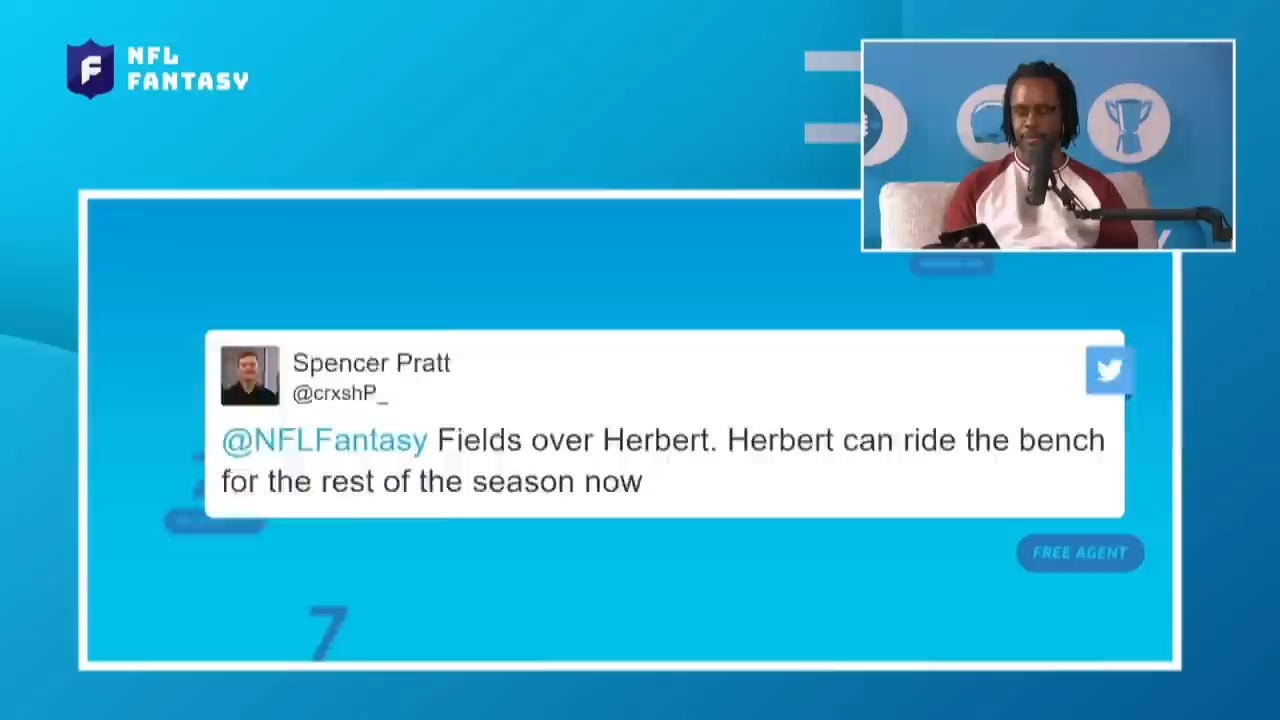 NFL
FANTASY
Spencer Pratt
@crxshP_
@NFLFantasy Fields over Herbert. Herbert can ride the bench
for the rest of the season now
FREE AGENT
7